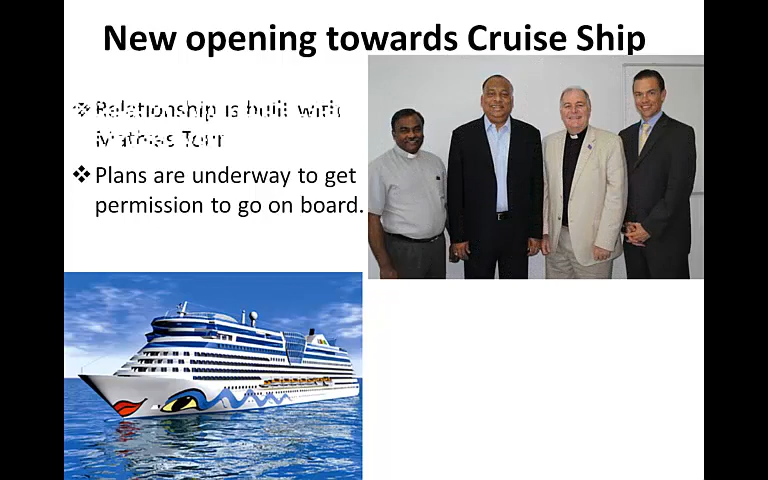 New opening towards Cruise Ship
❖ Relationship is built with
❖ Plans are underway to get
permission to go on board.